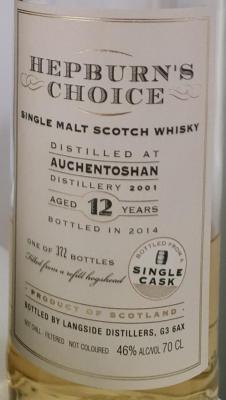 HEPBURN'S
CHOICE
SINGLE MALT SCOTCH WHISKY
DISTILLED AT
AUCHENTOSHAN
DISTILLERY 2001
AGED 12 YEARS
BOTTLED IN 2014
ONE OF 372 BOTTLES
Filled from a refill hogshead
BOTTLED FROM A
SINGLE
CASK
PRODUCT OF SCOTLAND
BOTTLED BY LANGSIDE DISTILLERS, G3 6AX
NOT CHILL-FILTERED NOT COLOURED 46% ALC/VOL 70 CL